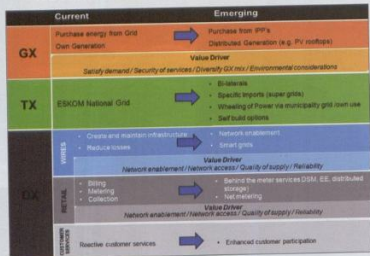 Current Emerging
GX
Purchase energy from Grid
Own Generation
Purchase from IPP's
Distributed Generation (e.g. PV rooftops)
Value Driver
Satisfy demand / Security of services / Diversify GX mix / Environmental considerations
TX
ESKOM National Grid
• Bi-laterals
• Specific imports (super grids)
• Wheeling of Power via municipality grid /own use
• Self build options
DX
WIRES
• Create and maintain infrastructure
• Reduce losses
• Network enablement
• Smart grids
Value Driver
Network enablement / Network access / Quality of supply / Reliability
RETAIL
• Billing
• Metering
• Collection
• Behind the meter services DSM, EE, distributed
storage)
• Net metering
Value Driver
Network enablement / Network access / Quality of supply / Reliability
CUSTOMER
SERVICES
Reactive customer services
• Enhanced customer participation